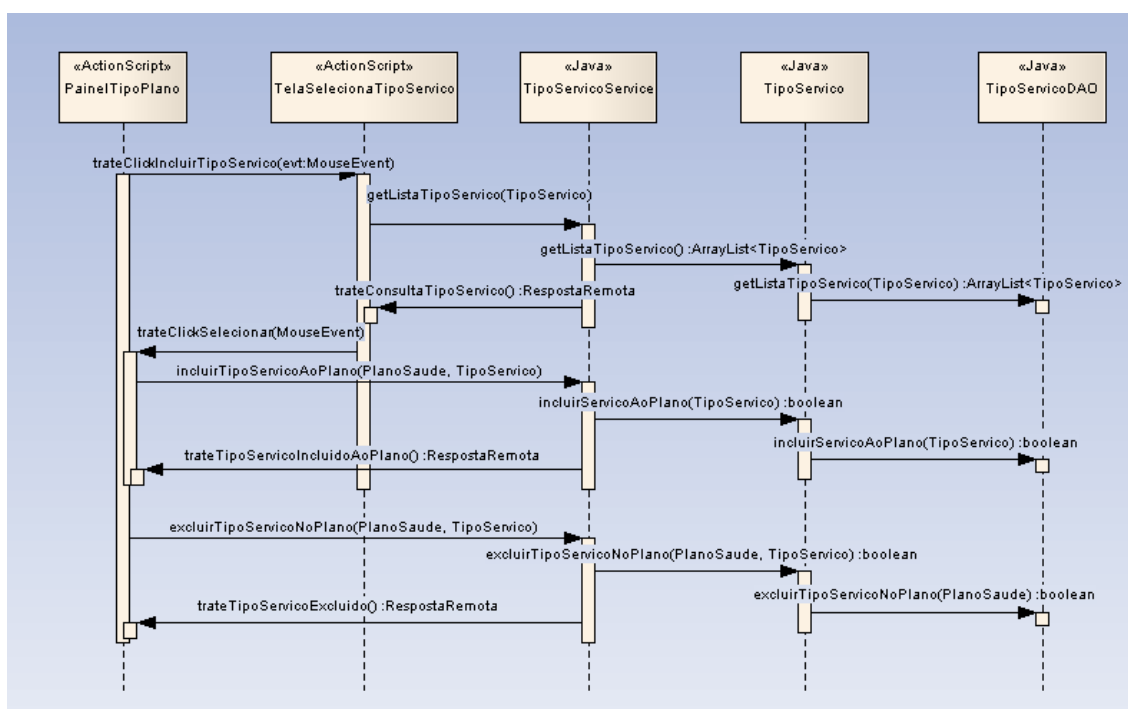 «ActionScript»
PainelTipoPlano
«ActionScript»
TelaSelecionaTipoServico
«Java»
TipoServicoService
«Java»
TipoServico
«Java»
TipoServicoDAO
trateClickIncluirTipoServico(evt:MouseEvent)
getListaTipoServico(TipoServico)
getListaTipoServico() :ArrayList<TipoServico>
getListaTipoServico(TipoServico) :ArrayList<TipoServico>
trateConsultaTipoServico() :RespostaRemota
trateClickSelecionar(MouseEvent)
incluirTipoServicoAoPlano(PlanoSaude, TipoServico)
incluirServicoAoPlano(TipoServico) :boolean
incluirServicoAoPlano(TipoServico) :boolean
trateTipoServicoIncluidoAoPlano() :RespostaRemota
excluirTipoServicoNoPlano(PlanoSaude, TipoServico)
excluirTipoServicoNoPlano(PlanoSaude, TipoServico) :boolean
excluirTipoServicoNoPlano(PlanoSaude) :boolean
trateTipoServicoExcluido() :RespostaRemota